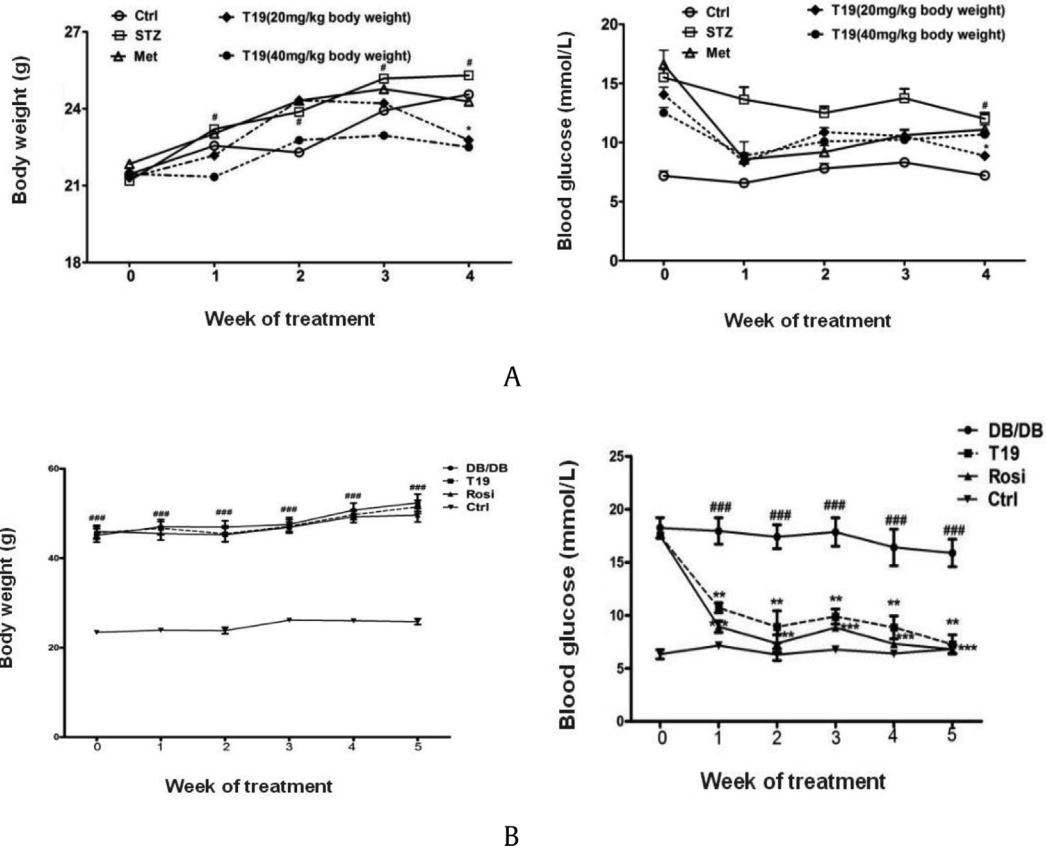 Ctrl
STZ
Met
T19(20mg/kg body weight)
T19(40mg/kg body weight)
Body weight (g)
27
24
21
18
# # # # *
0 1 2 3 4
Week of treatment
Ctrl
STZ
Met
T19(20mg/kg body weight)
T19(40mg/kg body weight)
Blood glucose (mmol/L)
20
15
10
5
0
#
*
0 1 2 3 4
Week of treatment
A
DB/DB
T19
Rosi
Ctrl
Body weight (g)
60
40
20
0
### ### ### ### ### ###
0 1 2 3 4 5
Week of treatment
DB/DB
T19
Rosi
Ctrl
Blood glucose (mmol/L)
25
20
15
10
5
0
### ### ### ### ###
** ** ** ** **
*** ** *** *** ***
0 1 2 3 4 5
Week of treatment
B